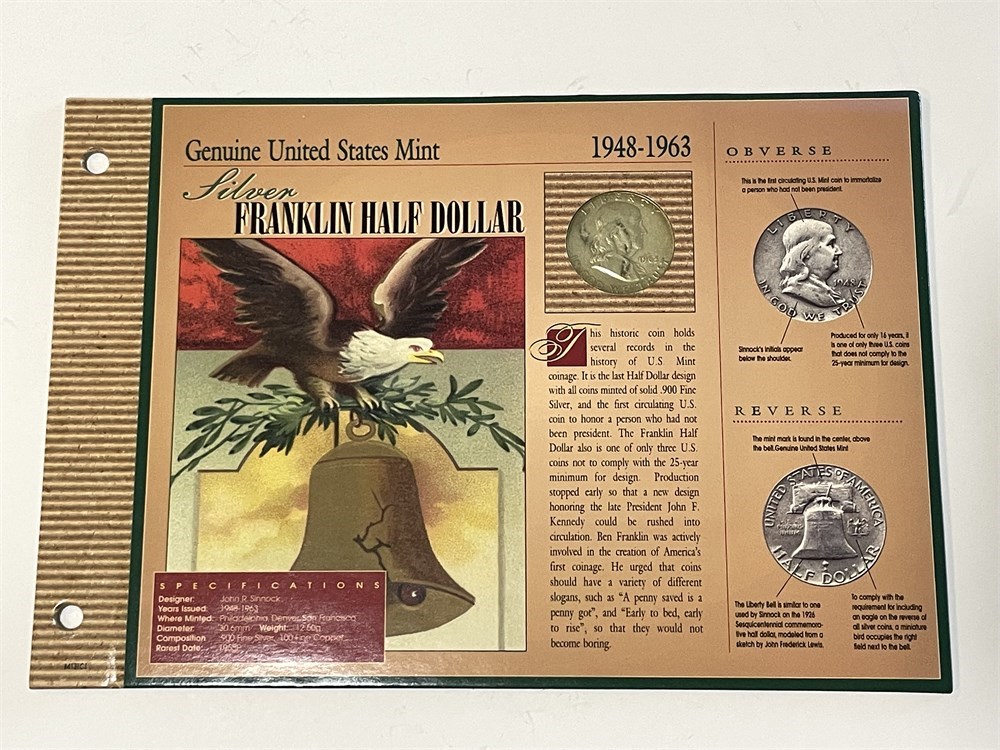 Genuine United States Mint
1948-1963
Silver
FRANKLIN HALF DOLLAR
LIBERTY
This historic coin holds
several records in the
history of U.S. Mint
coinage. It is the last Half Dollar design
with all coins minted of solid .900 Fine
Silver, and the first circulating U.S.
coin to honor a person who had not
been president. The Franklin Half
Dollar also is one of only three U.S.
coins not to comply with the 25-year
minimum for design. Production
stopped early so that a new design
honoring the late President John F.
Kennedy could be rushed into
circulation. Ben Franklin was actively
involved in the creation of America's
first coinage. He urged that coins
should have a variety of different
slogans, such as "A penny saved is a
penny got", and "Early to bed, early
to rise", so that they would not
become boring.
SPECIFICATIONS
Designer: John R. Sinnock
Years Issued: 1948-1963
Where Minted: Philadelphia, Denver, San Francisco
Diameter: 30.6mm Weight: 12.50g
Composition .900 Fine Silver, .100 Copper
Rarest Date:
OBVERSE
This is the first circulating U.S. Mint coin to immortalize
a person who had not been president.
LIBERTY
1948
IN GOD WE TRUST
Sinnock's initials appear
below the shoulder.
Produced for only 16 years, it
is one of only three U.S. coins
that does not comply to the
25-year minimum for design.
REVERSE
The mint mark is found in the center, above
the bell.Genuine United States Mint
UNITED STATES OF AMERICA
HALF DOLLAR
The Liberty Bell is similar to one
used by Sinnock on the 1926
Sesquicentennial commemora-
tive half dollar, modeled from a
sketch by John Frederick Lewis.
To comply with the
requirement for including
an eagle on the reverse of
all silver coins, a miniature
bird occupies the right
field next to the bell.